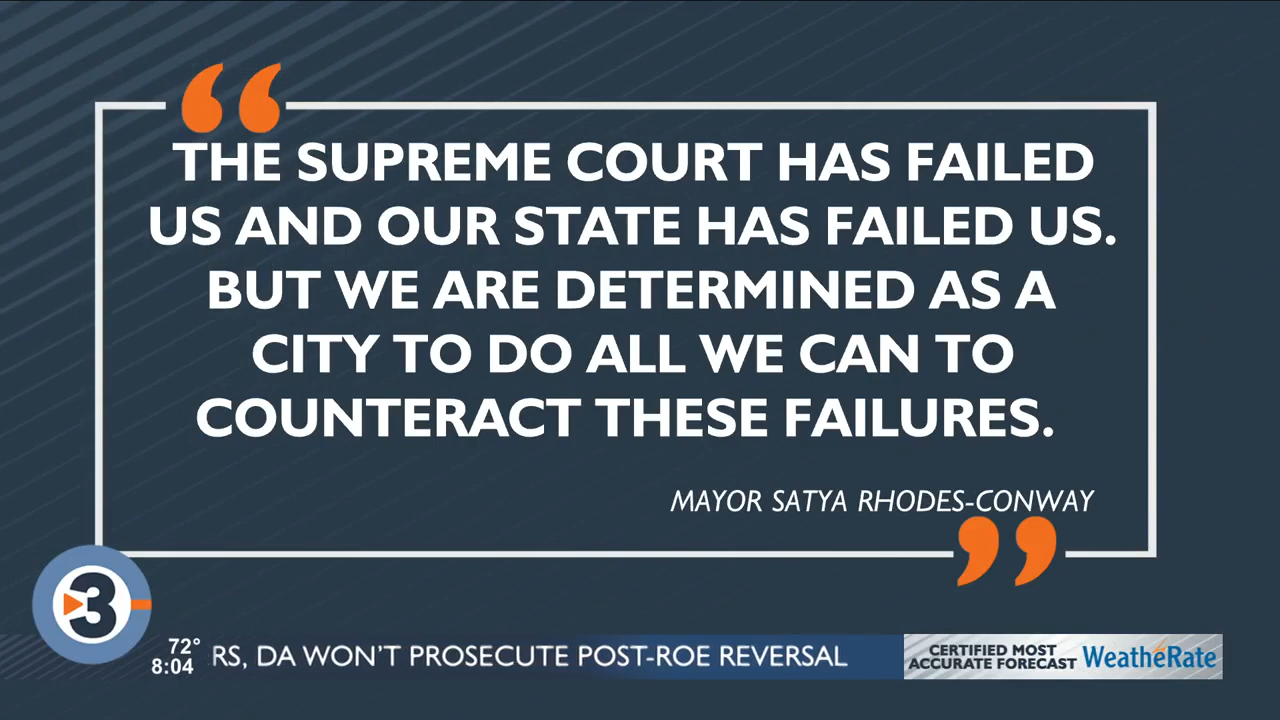 THE SUPREME COURT HAS FAILED
US AND OUR STATE HAS FAILED US.
BUT WE ARE DETERMINED AS A
CITY TO DO ALL WE CAN TO
COUNTERACT THESE FAILURES.
MAYOR SATYA RHODES-CONWAY
3
72°
8:04
RS, DA WON'T PROSECUTE POST-ROE REVERSAL
CERTIFIED MOST
ACCURATE FORECAST
WeatheRate